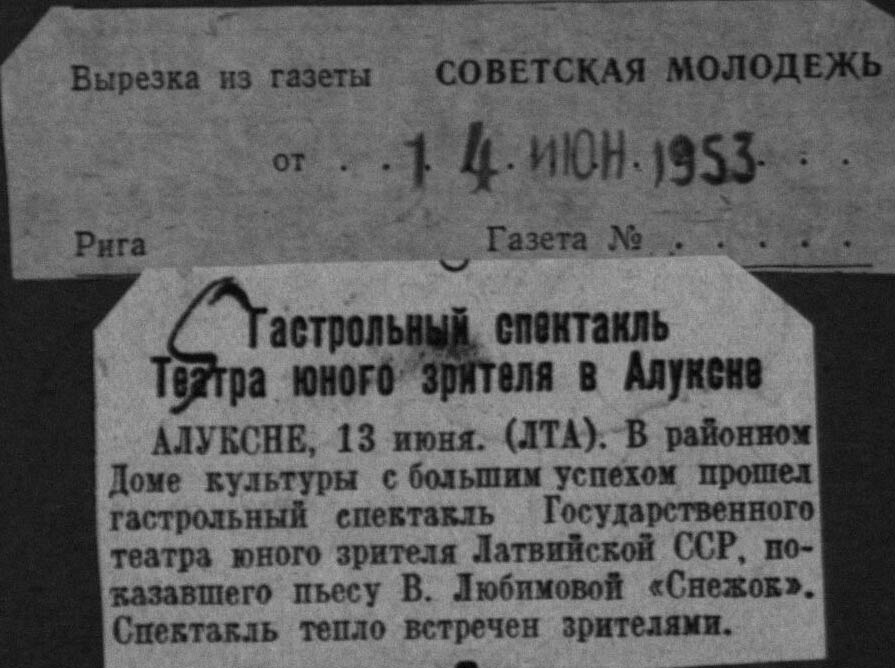 Вырезка из газеты СОВЕТСКАЯ МОЛОДЕЖЬ
от . . 1 4 . ИЮН . 1953 . . .
Рига Газета № . . . . .
Гастрольный спектакль
Театра юного зрителя в Алуксне
АЛУКСНЕ, 13 июня. (ЛТА). В районном
Доме культуры с большим успехом прошел
гастрольный спектакль Государственного
театра юного зрителя Латвийской ССР, по-
казавшего пьесу В. Любимовой «Снежок».
Спектакль тепло встречен зрителями.